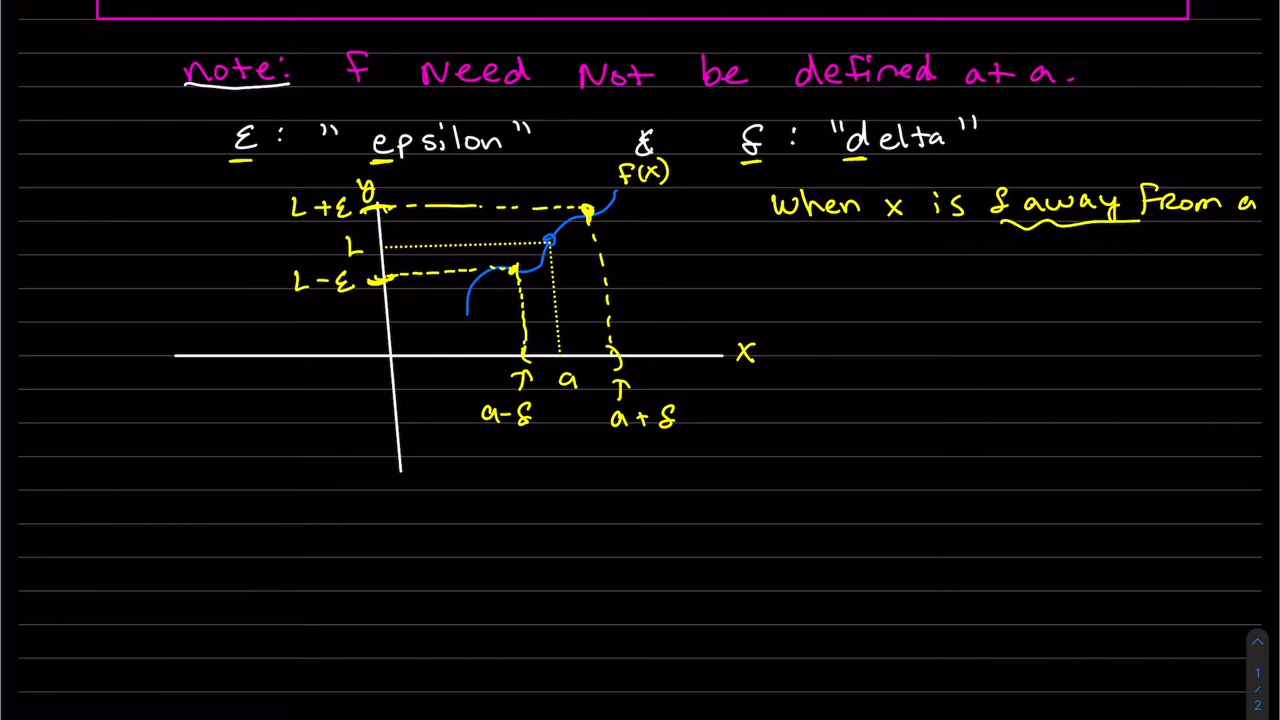 note: f need not be defined at a.
ε: "epsilon" & δ: "delta"
f(x)
y
L+ε
when x is δ away from a
L
L-ε
x
a
a-δ
a+δ
1
/
2